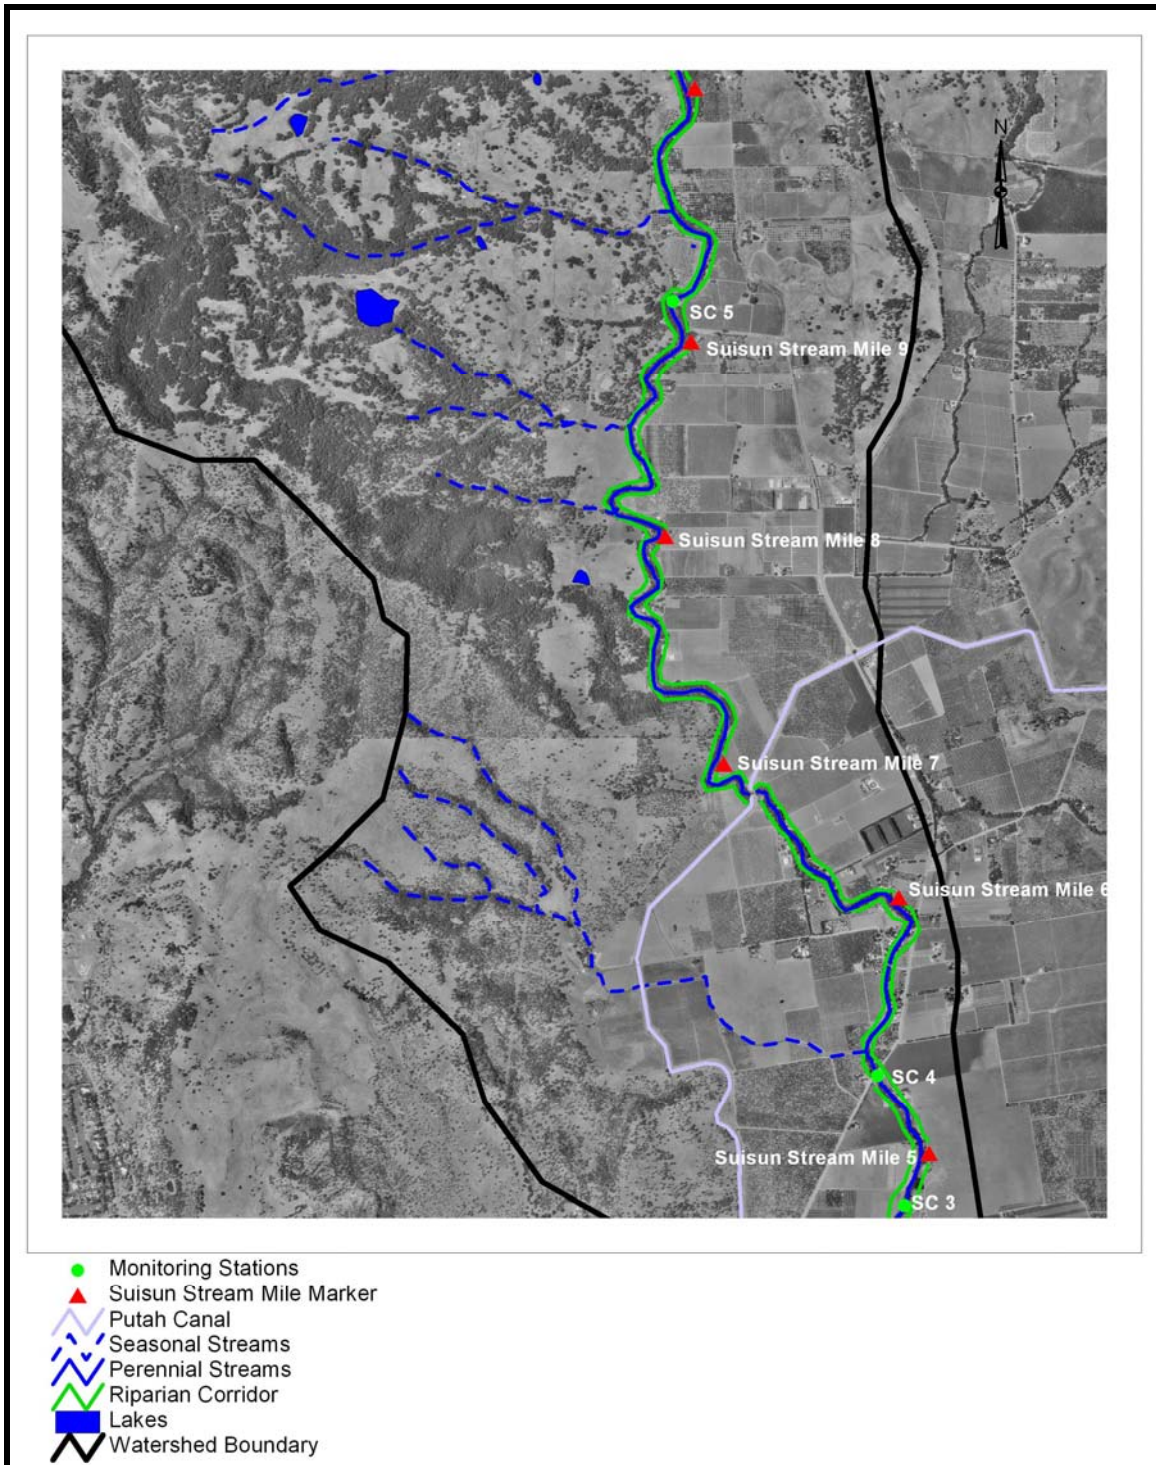 N
SC 5
Suisun Stream Mile 9
Suisun Stream Mile 8
Suisun Stream Mile 7
Suisun Stream Mile 6
SC 4
Suisun Stream Mile 5
SC 3
Monitoring Stations
Suisun Stream Mile Marker
Putah Canal
Seasonal Streams
Perennial Streams
Riparian Corridor
Lakes
Watershed Boundary